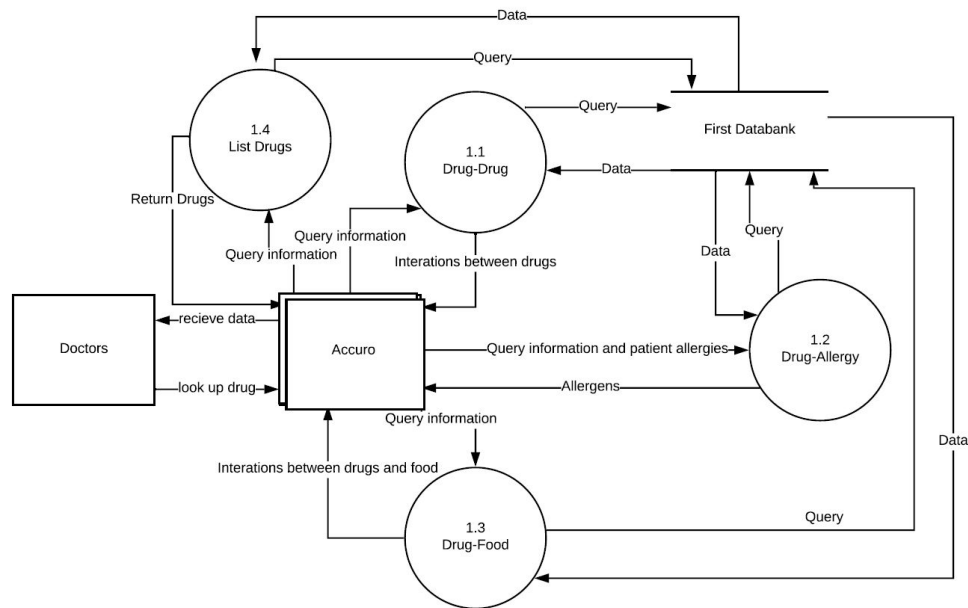 Data
Query
1.4
List Drugs
1.1
Drug-Drug
Query
First Databank
Data
Return Drugs
Query information
Query information
Interations between drugs
Data
Query
Doctors
recieve data
look up drug
Accuro
Query information and patient allergies
Allergens
1.2
Drug-Allergy
Query information
Interations between drugs and food
Data
1.3
Drug-Food
Query